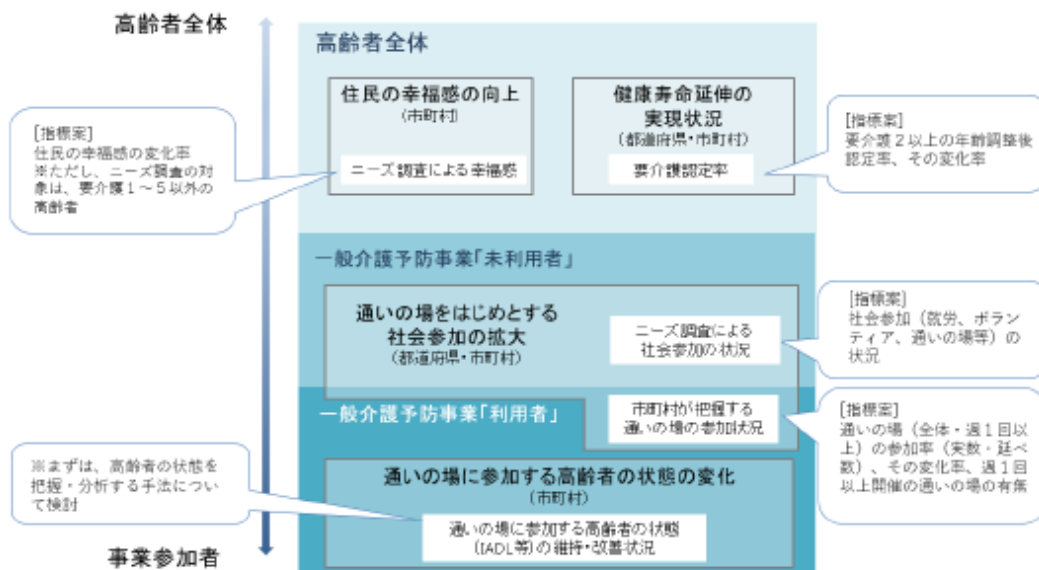 高齢者全体
高齢者全体
住民の幸福感の向上
(市町村)
ニーズ調査による幸福感
健康寿命延伸の
実現状況
(都道府県・市町村)
要介護認定率
[指標案]
住民の幸福感の変化率
※ただし、ニーズ調査の対
象は、要介護1~5以外の
高齢者
[指標案]
要介護2以上の年齢調整後
認定率、その変化率
一般介護予防事業「未利用者」
通いの場をはじめとする
社会参加の拡大
(都道府県・市町村)
ニーズ調査による
社会参加の状況
[指標案]
社会参加(就労、ボラン
ティア、通いの場等)の
状況
一般介護予防事業「利用者」
市町村が把握する
通いの場の参加状況
[指標案]
通いの場(全体・週1回以
上)の参加率(実数・延べ
数)、その変化率、週1回
以上開催の通いの場の有無
※まずは、高齢者の状態を
把握・分析する手法につい
て検討
通いの場に参加する高齢者の状態の変化
(市町村)
通いの場に参加する高齢者の状態
(IADL等)の維持・改善状況
事業参加者